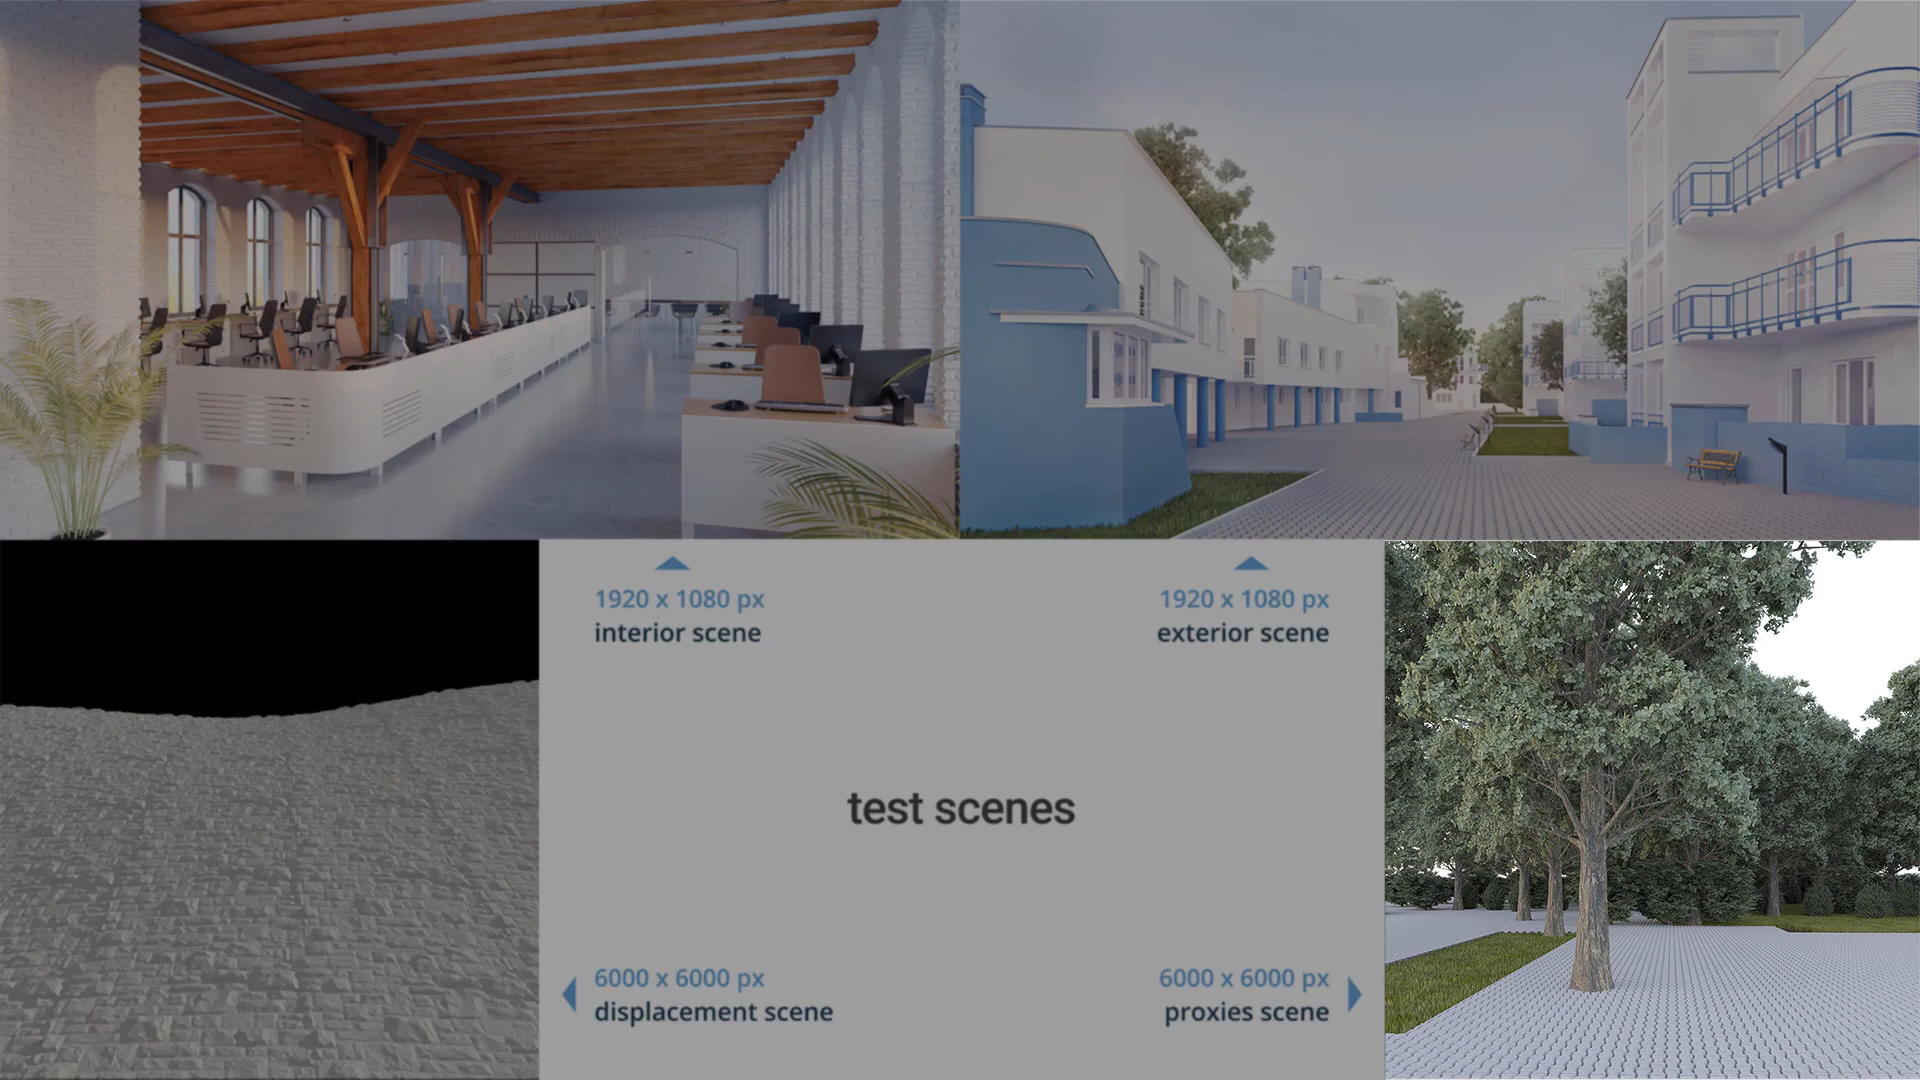 1920 x 1080 px
interior scene
1920 x 1080 px
exterior scene
test scenes
6000 x 6000 px
displacement scene
6000 x 6000 px
proxies scene